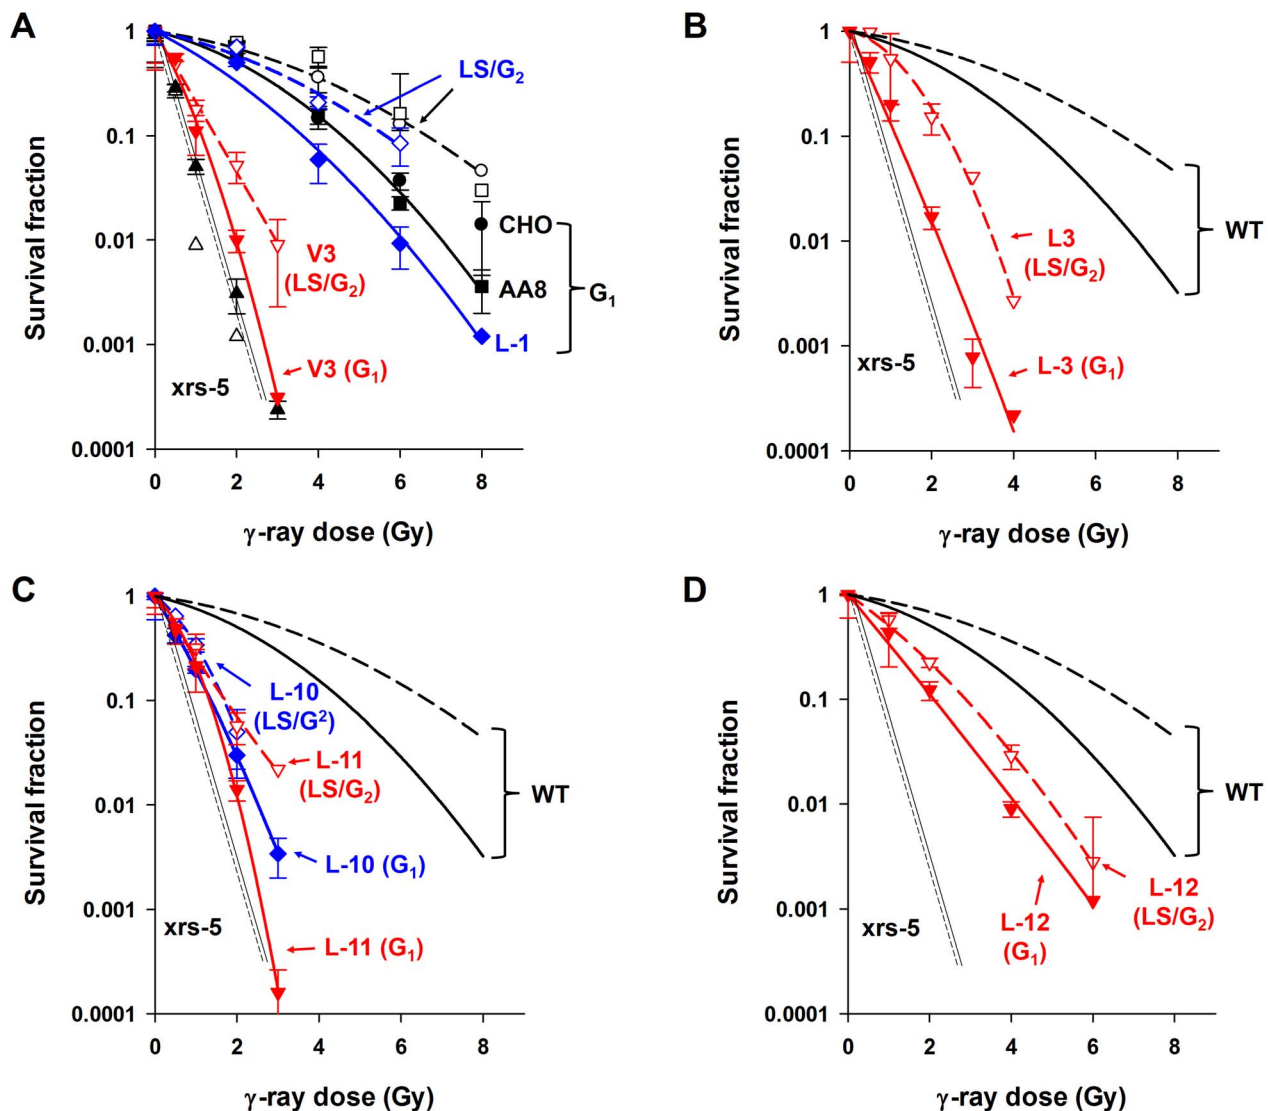 A
1
0.1
0.01
0.001
0.0001
Survival fraction
LS/G₂
CHO
AA8
G₁
L-1
V3
(LS/G₂)
V3 (G₁)
xrs-5
0 2 4 6 8
γ-ray dose (Gy)
B
1
0.1
0.01
0.001
0.0001
Survival fraction
WT
L3
(LS/G₂)
L-3 (G₁)
xrs-5
0 2 4 6 8
γ-ray dose (Gy)
C
1
0.1
0.01
0.001
0.0001
Survival fraction
L-10
(LS/G²)
L-11
(LS/G₂)
WT
L-10 (G₁)
xrs-5
L-11 (G₁)
0 2 4 6 8
γ-ray dose (Gy)
D
1
0.1
0.01
0.001
0.0001
Survival fraction
WT
L-12
(LS/G₂)
L-12
(G₁)
xrs-5
0 2 4 6 8
γ-ray dose (Gy)